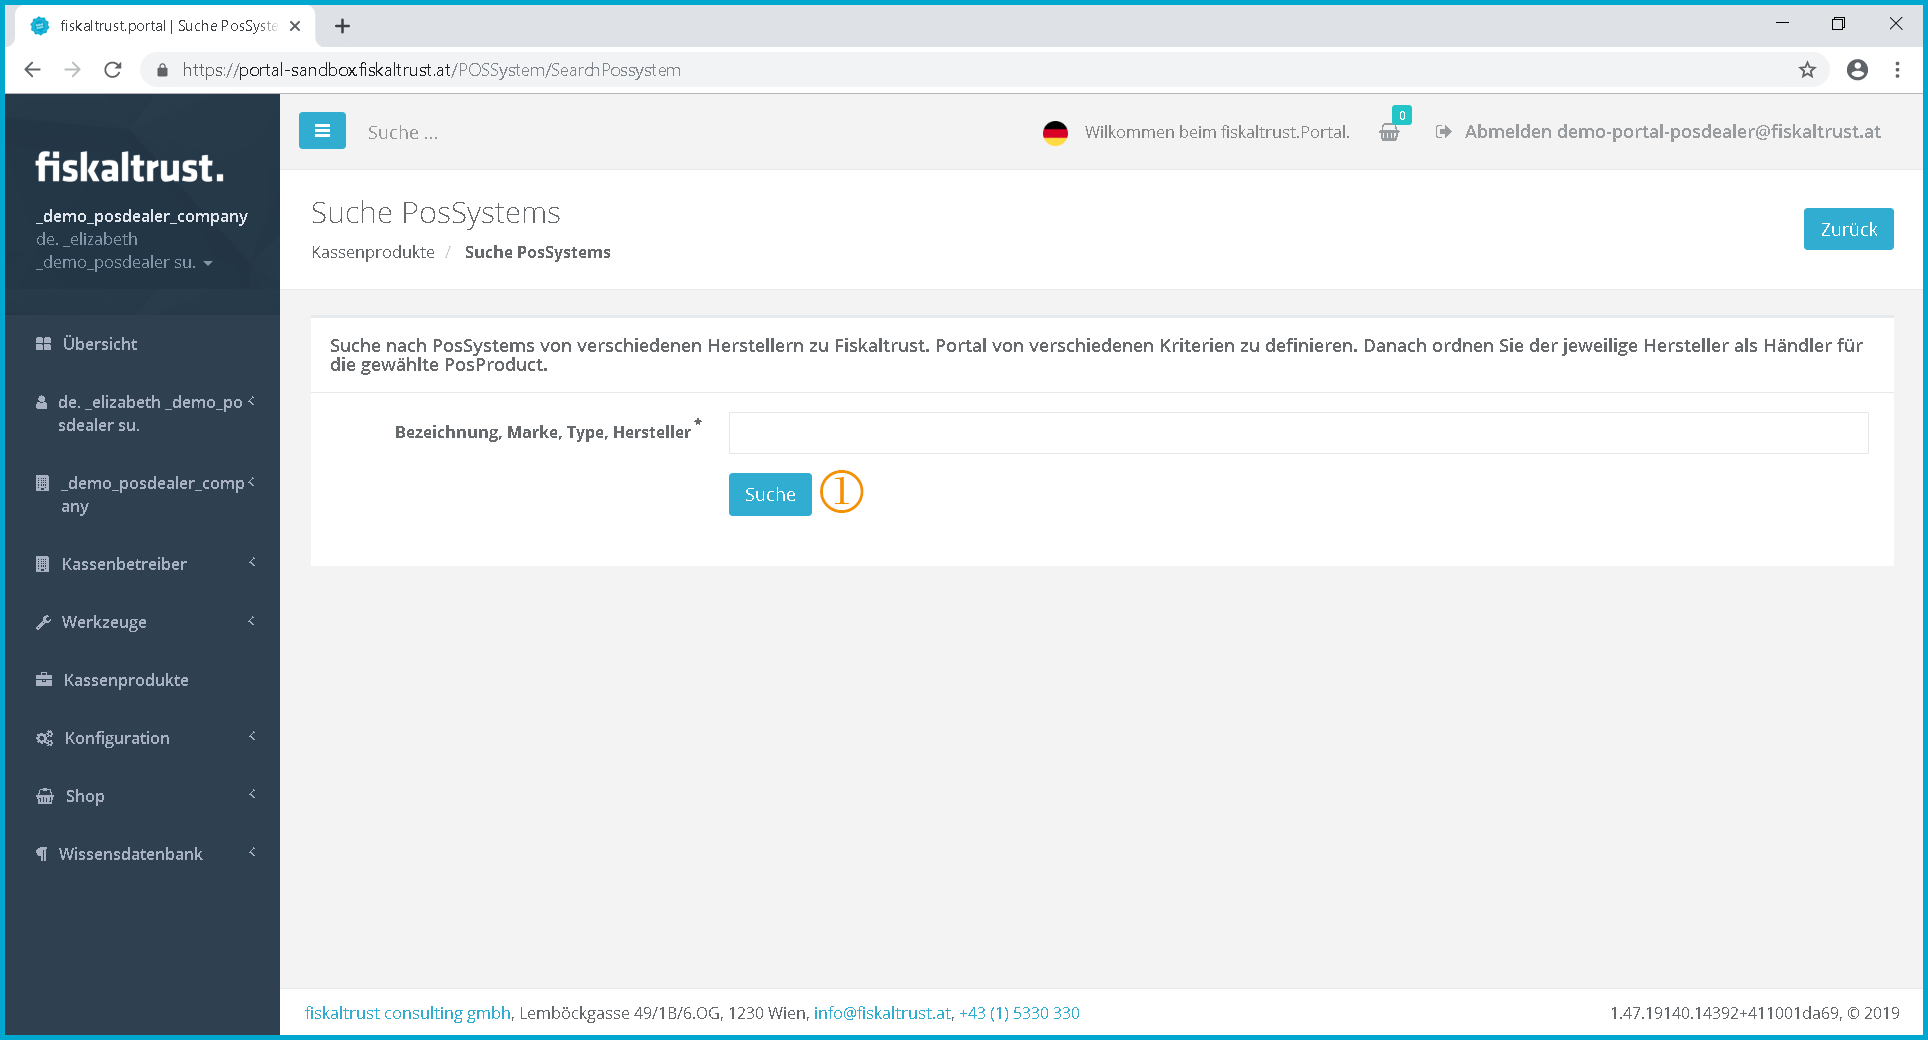 fiskaltrust.portal | Suche PosSyste
https://portal-sandbox.fiskaltrust.at/POSSystem/SearchPossystem
fiskaltrust.
_demo_posdealer_company
de. _elizabeth
_demo_posdealer su.
Übersicht
de. _elizabeth _demo_po
sdealer su.
_demo_posdealer_comp
any
Kassenbetreiber
Werkzeuge
Kassenprodukte
Konfiguration
Shop
Wissensdatenbank
Suche ...
Wilkommen beim fiskaltrust.Portal.
0
Abmelden demo-portal-posdealer@fiskaltrust.at
Suche PosSystems
Kassenprodukte / Suche PosSystems
Zurück
Suche nach PosSystems von verschiedenen Herstellern zu Fiskaltrust. Portal von verschiedenen Kriterien zu definieren. Danach ordnen Sie der jeweilige Hersteller als Händler für
die gewählte PosProduct.
Bezeichnung, Marke, Type, Hersteller *
Suche ①
fiskaltrust consulting gmbh, Lemböckgasse 49/1B/6.OG, 1230 Wien, info@fiskaltrust.at, +43 (1) 5330 330
1.47.19140.14392+411001da69, © 2019